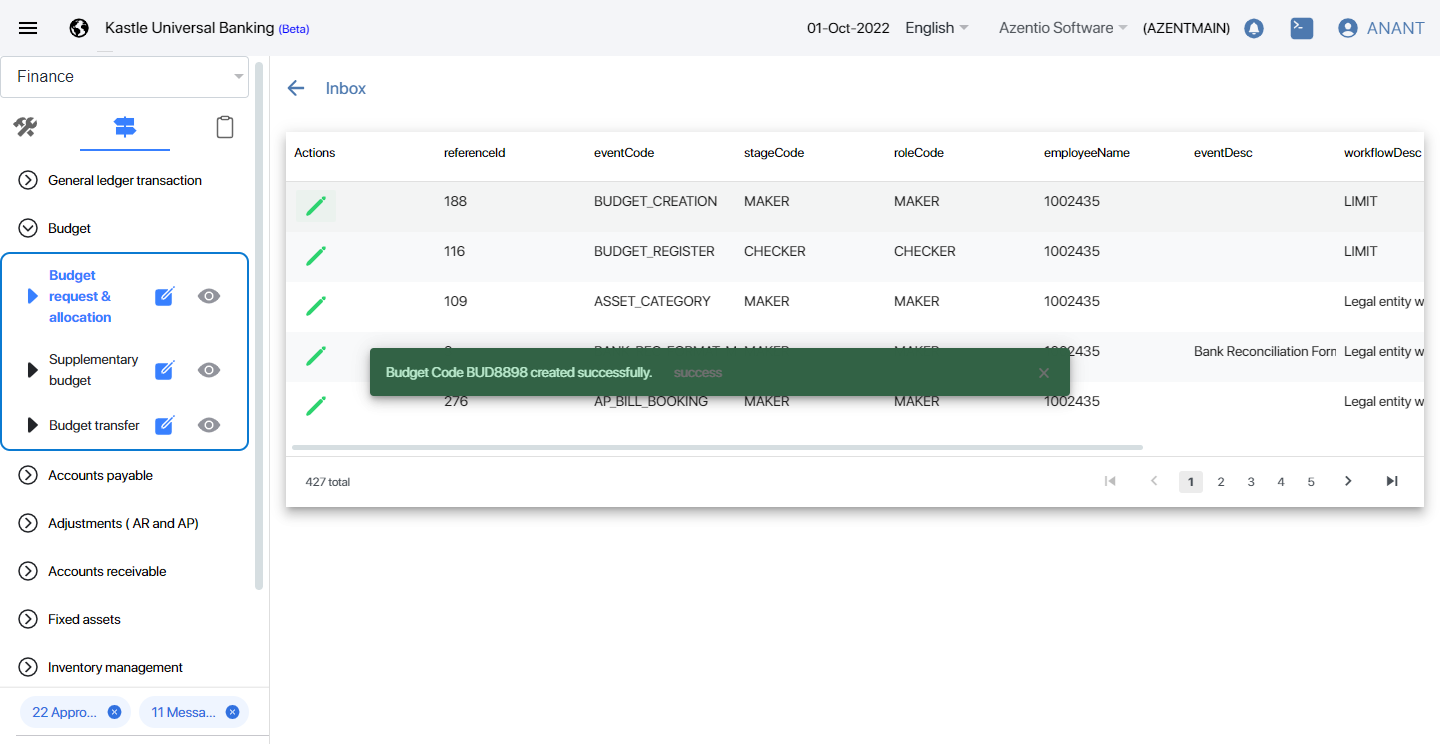 Kastle Universal Banking (Beta)
01-Oct-2022 English Azentio Software (AZENTMAIN) ANANT
Finance
General ledger transaction
Budget
Budget
request &
allocation
Supplementary
budget
Budget transfer
Accounts payable
Adjustments ( AR and AP)
Accounts receivable
Fixed assets
Inventory management
22 Appro... 11 Messa...
Inbox
Actions referenceId eventCode stageCode roleCode employeeName eventDesc workflowDesc
188 BUDGET_CREATION MAKER MAKER 1002435 LIMIT
116 BUDGET_REGISTER CHECKER CHECKER 1002435 LIMIT
109 ASSET_CATEGORY MAKER MAKER 1002435 Legal entity w
MAKER MAKER 1002435 Bank Reconciliation Form Legal entity w
Budget Code BUD8898 created successfully. success
276 AP_BILL_BOOKING MAKER MAKER 1002435 Legal entity w
427 total
1 2 3 4 5